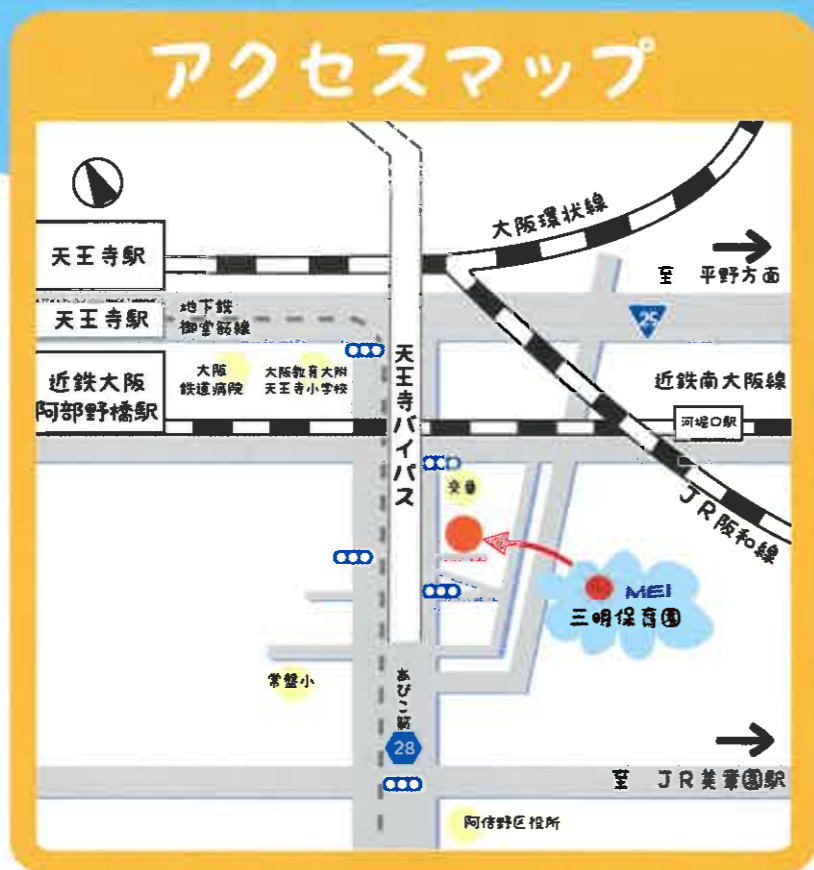 アクセスマップ
大阪環状線
天王寺駅
至 平野方面
天王寺駅
地下鉄
御堂筋線
25
近鉄大阪
阿部野橋駅
大阪
鉄道病院
大阪教育大附
天王寺小学校
天王寺バイパス
近鉄南大阪線
河堀口駅
交番
JR阪和線
MEI
三明保育園
常盤小
あびこ筋
28
至 JR美章園駅
阿倍野区役所